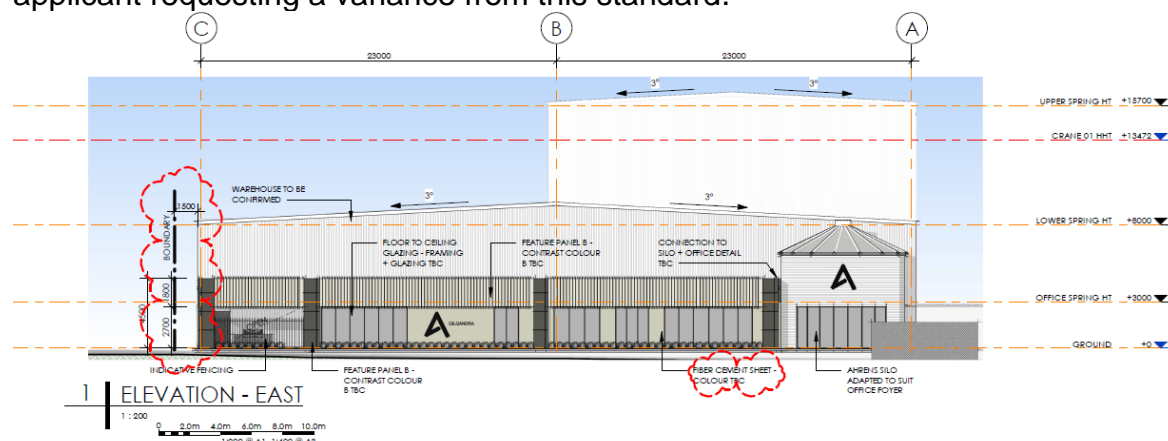 applicant requesting a variance from this standard.
C
B
A
23000
23000
3°
3°
UPPER SPRING HT +15700
CRANE 01 HHT +13472
WAREHOUSE TO BE
CONFIRMED
3°
3°
1500
BOUNDARY
LOWER SPRING HT +8000
FLOOR TO CEILING
GLAZING - FRAMING
+ GLAZING TBC
FEATURE PANEL B -
CONTRAST COLOUR
B TBC
CONNECTION TO
SILO + OFFICE DETAIL
TBC
1800
4500
2700
OFFICE SPRING HT +3000
GILGANDRA
GROUND +0
INDICATIVE FENCING
FEATURE PANEL B -
CONTRAST COLOUR
B TBC
FIBER CEMENT SHEET -
COLOUR TBC
AHRENS SILO
ADAPTED TO SUIT
OFFICE FOYER
1 ELEVATION - EAST
1 : 200
0 2.0m 4.0m 6.0m 8.0m 10.0m